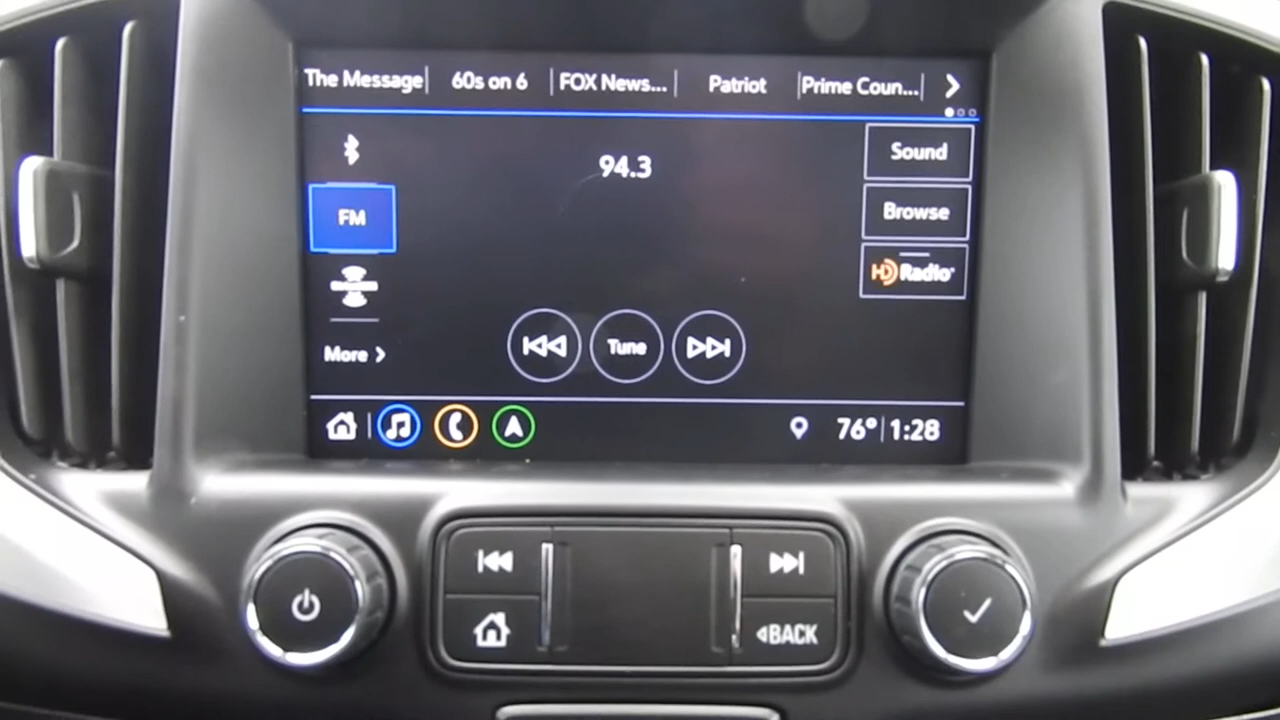 The Message
60s on 6
FOX News...
Patriot
Prime Coun...
94.3
Sound
FM
Browse
HD Radio
Tune
More
76° 1:28
BACK